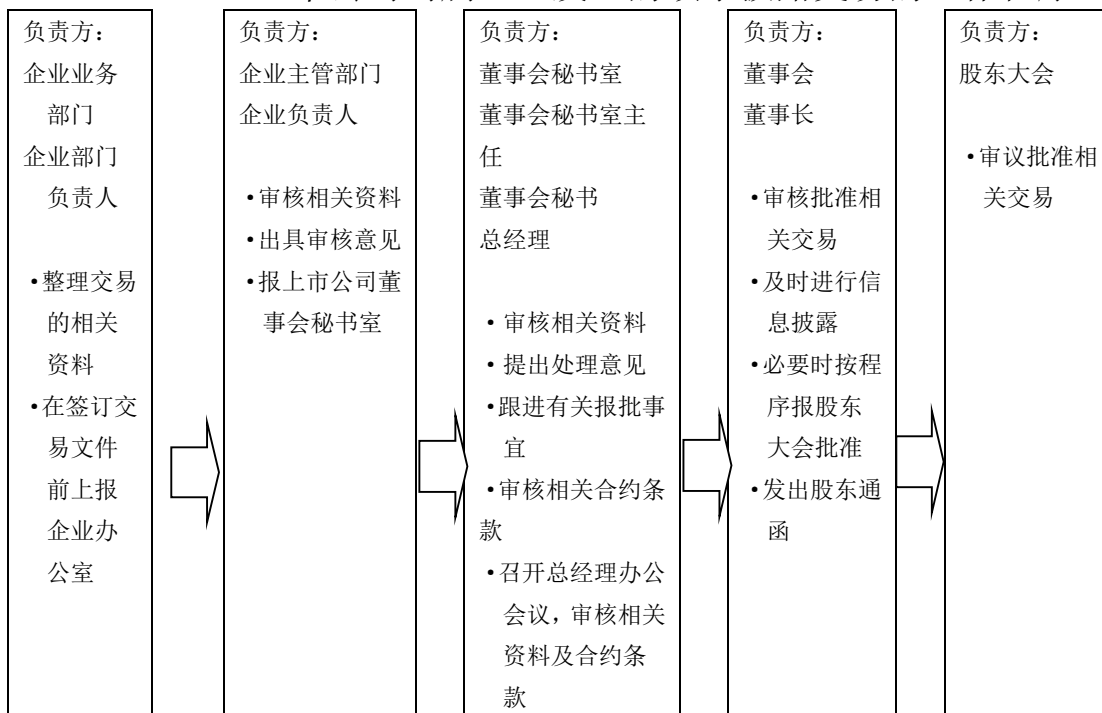 负责方：
企业业务
部门
企业部门
负责人
·整理交易
的相关
资料
·在签订交
易文件
前上报
企业办
公室
负责方：
企业主管部门
企业负责人
·审核相关资料
·出具审核意见
·报上市公司董
事会秘书室
负责方：
董事会秘书室
董事会秘书室主
任
董事会秘书
总经理
·审核相关资料
·提出处理意见
·跟进有关报批事
宜
·审核相关合约条
款
·召开总经理办公
会议，审核相关
资料及合约条
款
负责方：
董事会
董事长
·审核批准相
关交易
·及时进行信
息披露
·必要时按程
序报股东
大会批准
·发出股东通
函
负责方：
股东大会
·审议批准相
关交易